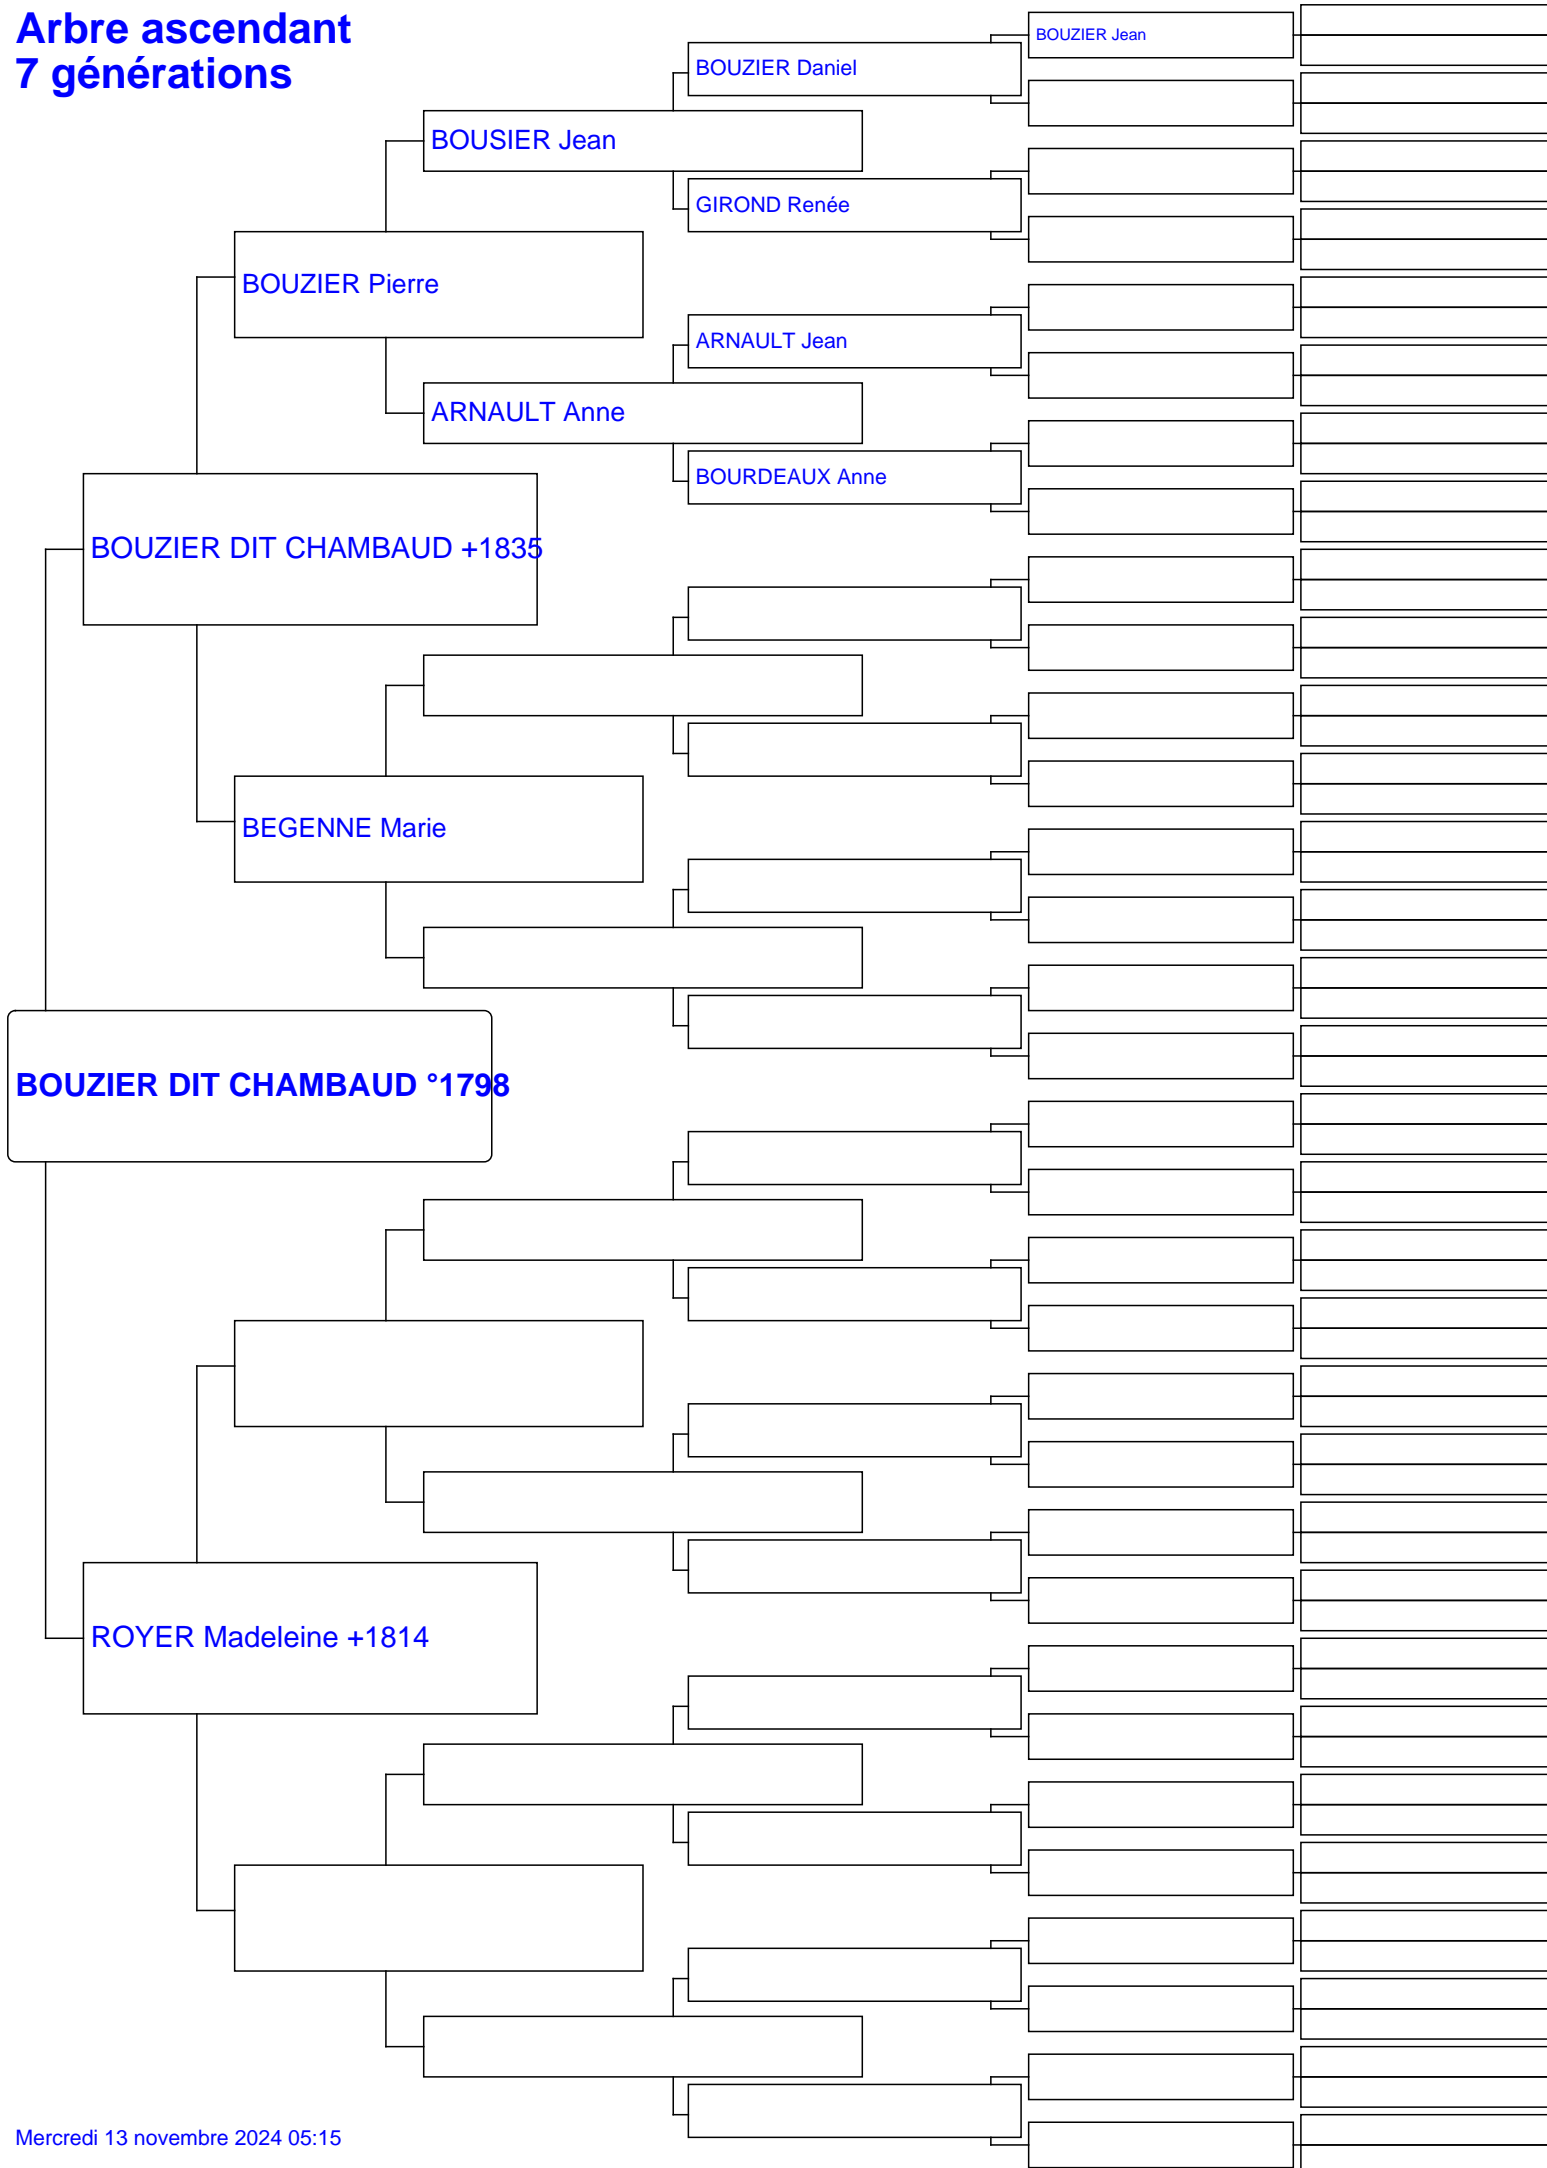 Arbre ascendant
7 générations
BOUZIER Jean
BOUZIER Daniel
BOUSIER Jean
GIROND Renée
BOUZIER Pierre
ARNAULT Jean
ARNAULT Anne
BOURDEAUX Anne
BOUZIER DIT CHAMBAUD +1835
BEGENNE Marie
BOUZIER DIT CHAMBAUD °1798
ROYER Madeleine +1814
Mercredi 13 novembre 2024 05:15